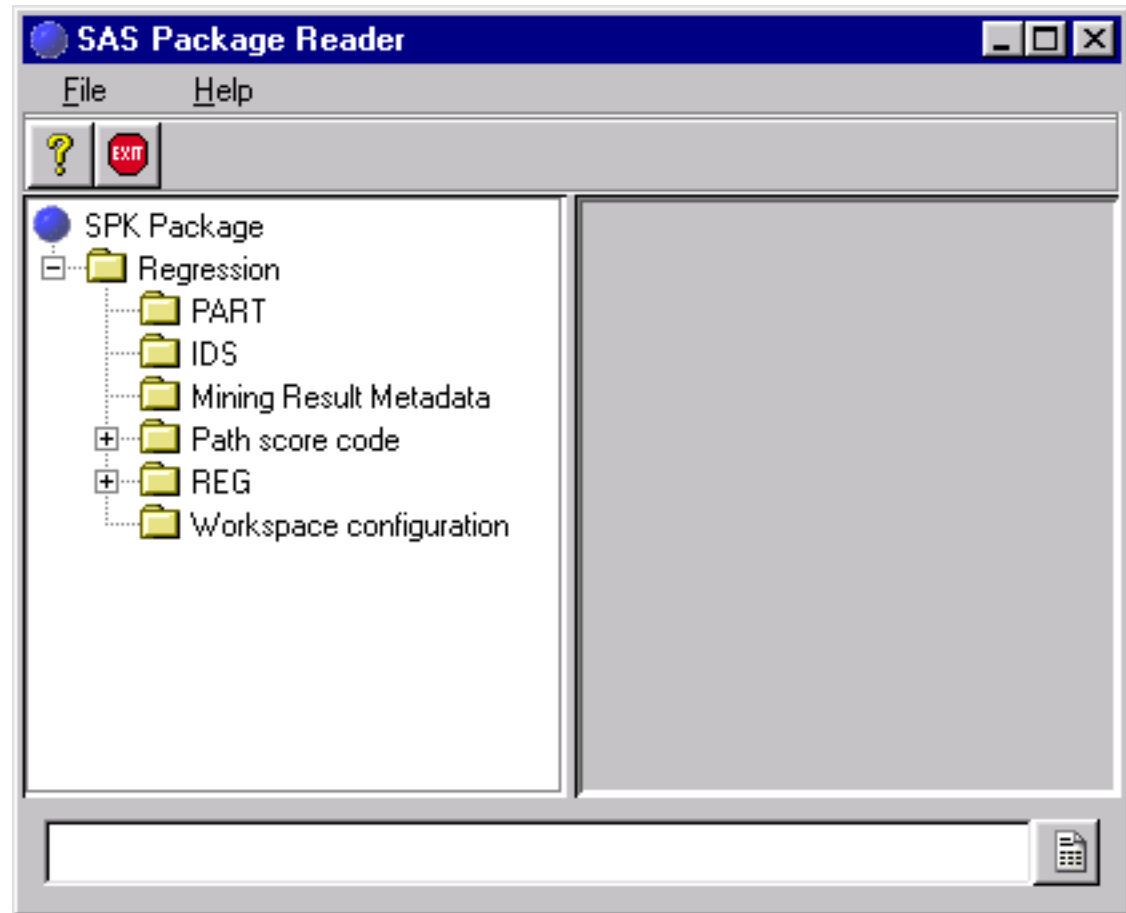 SAS Package Reader
File Help
? EXIT
SPK Package
Regression
PART
IDS
Mining Result Metadata
Path score code
REG
Workspace configuration